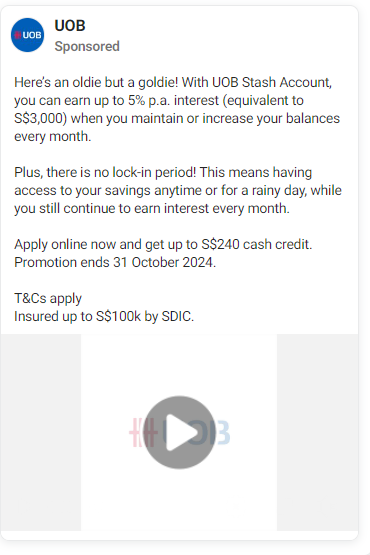 UOB
UOB
Sponsored
Here's an oldie but a goldie! With UOB Stash Account,
you can earn up to 5% p.a. interest (equivalent to
S$3,000) when you maintain or increase your balances
every month.
Plus, there is no lock-in period! This means having
access to your savings anytime or for a rainy day, while
you still continue to earn interest every month.
Apply online now and get up to S$240 cash credit.
Promotion ends 31 October 2024.
T&Cs apply
Insured up to S$100k by SDIC.